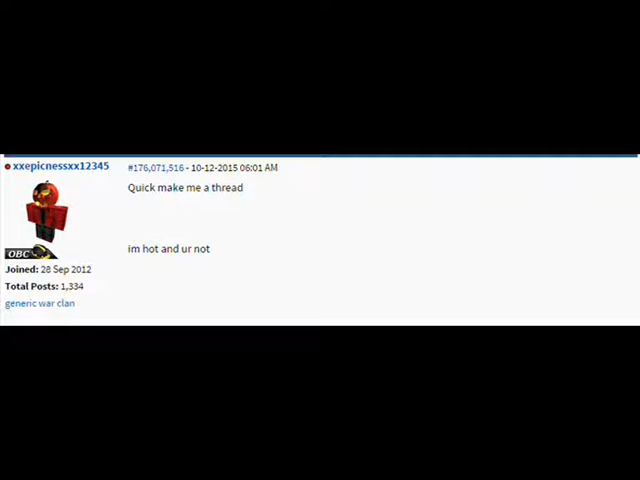 xxepicnessxx12345
#176,071,516 - 10-12-2015 06:01 AM
Quick make me a thread
im hot and ur not
OBC
Joined: 28 Sep 2012
Total Posts: 1,334
generic war clan